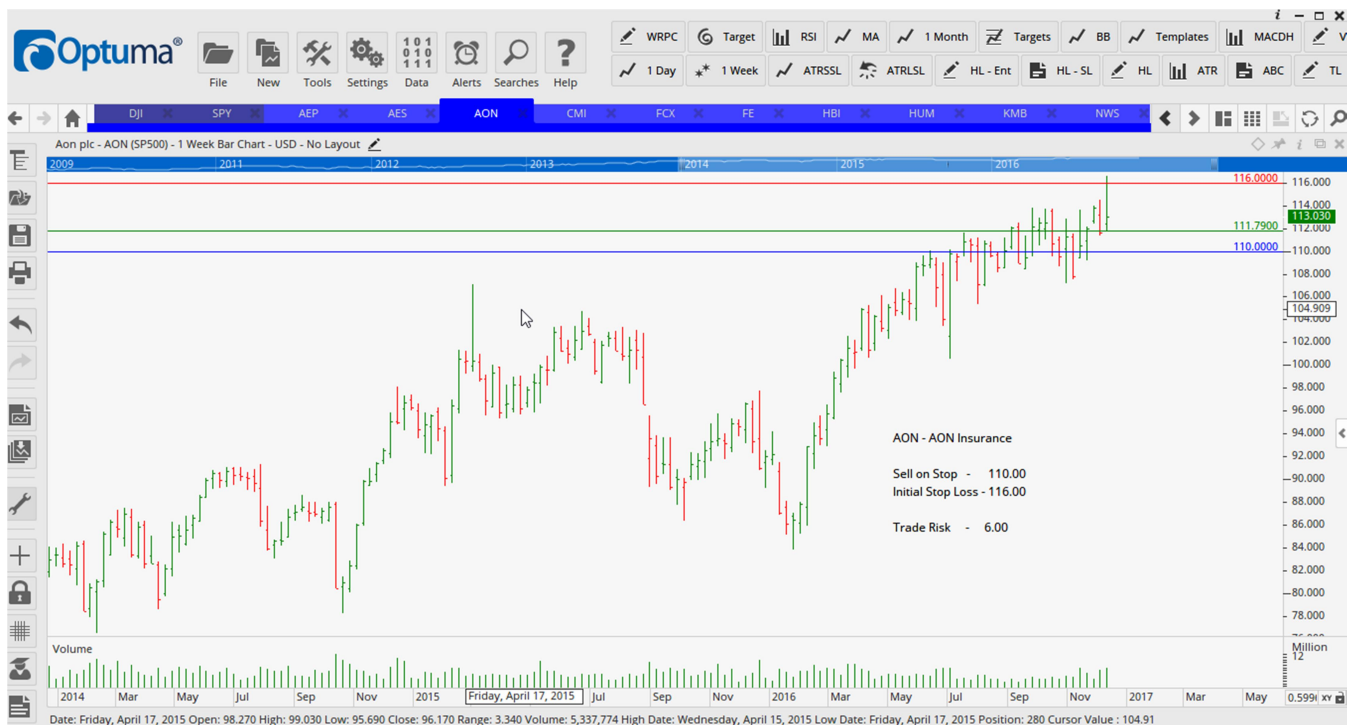 i
Optuma®
File New Tools Settings Data Alerts Searches Help
WRPC Target RSI MA 1 Month Targets BB Templates MACDH
1 Day 1 Week ATRSSL ATRLSL HL - Ent HL - SL HL ATR ABC TL
DJI SPY AEP AES AON CMI FCX FE HBI HUM KMB NWS
Aon plc - AON (SP500) - 1 Week Bar Chart - USD - No Layout
2009 2011 2012 2013 2014 2015 2016
116.0000 116.000
114.000
113.030
111.7900 112.000
110.0000 110.000
108.000
106.000
104.909
104.000
102.000
100.000
98.000
96.000
94.000
AON - AON Insurance
92.000
Sell on Stop - 110.00
90.000
Initial Stop Loss - 116.00
88.000
Trade Risk - 6.00
86.000
84.000
82.000
80.000
78.000
Volume
Million
12
2014 Mar May Jul Sep Nov 2015 Friday, April 17, 2015 Jul Sep Nov 2016 Mar May Jul Sep Nov 2017 Mar May XY
Date: Friday, April 17, 2015 Open: 98.270 High: 99.030 Low: 95.690 Close: 96.170 Range: 3.340 Volume: 5,337,774 High Date: Wednesday, April 15, 2015 Low Date: Friday, April 17, 2015 Position: 280 Cursor Value : 104.91